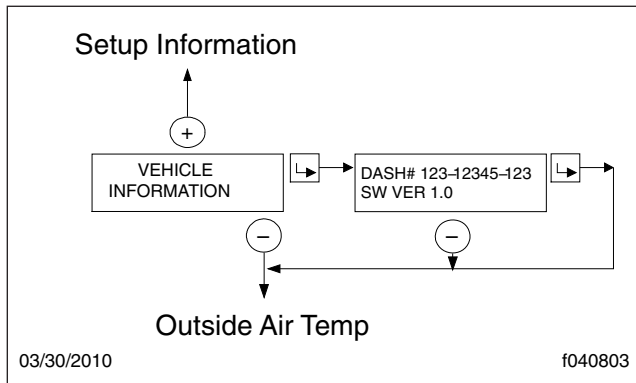 Setup Information
+
VEHICLE
INFORMATION
DASH# 123–12345–123
SW VER 1.0
–
–
Outside Air Temp
03/30/2010
f040803